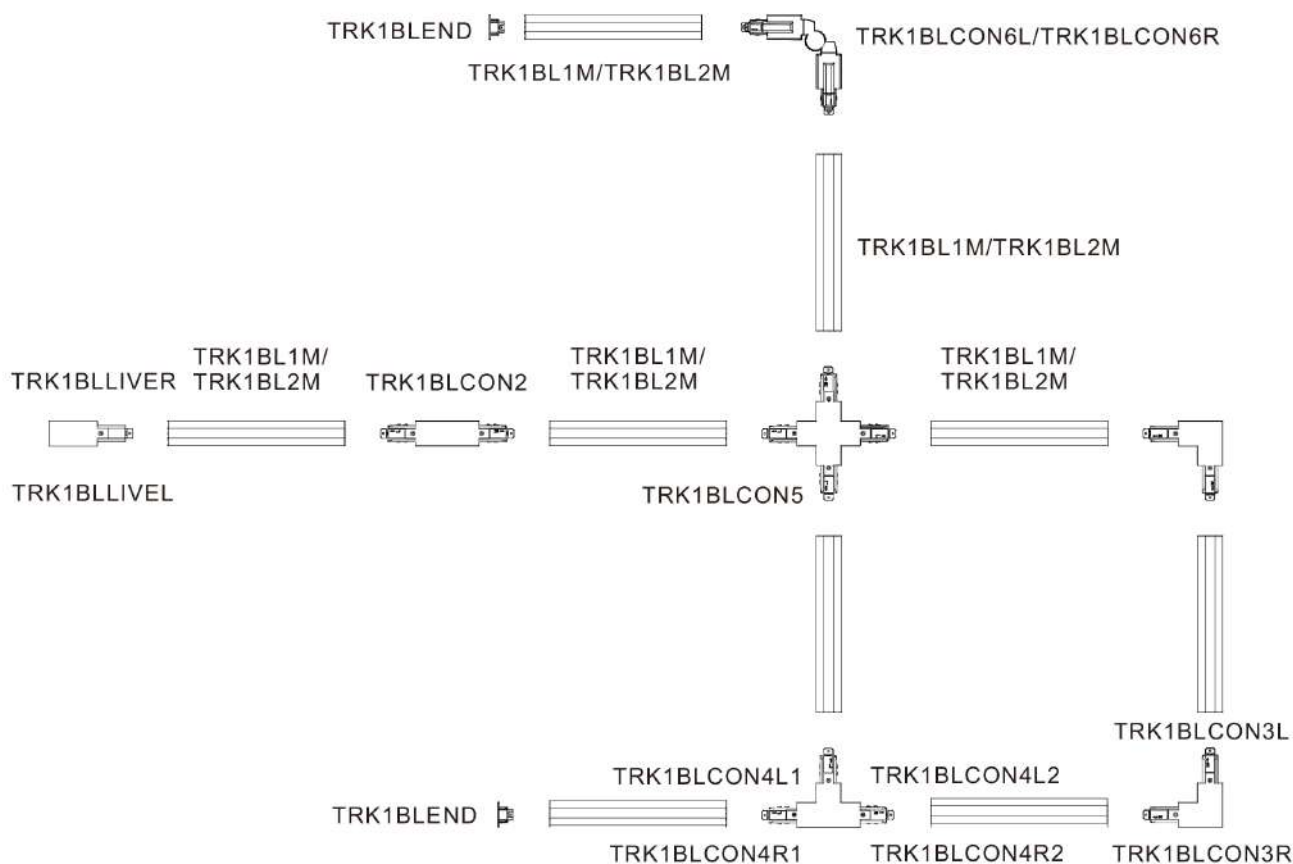 TRK1BLEND
TRK1BLCON6L/TRK1BLCON6R
TRK1BL1M/TRK1BL2M
TRK1BL1M/TRK1BL2M
TRK1BLLIVER
TRK1BL1M/
TRK1BL2M
TRK1BLCON2
TRK1BL1M/
TRK1BL2M
TRK1BL1M/
TRK1BL2M
TRK1BLLIVEL
TRK1BLCON5
TRK1BLCON3L
TRK1BLCON4L1
TRK1BLCON4L2
TRK1BLEND
TRK1BLCON4R1
TRK1BLCON4R2
TRK1BLCON3R